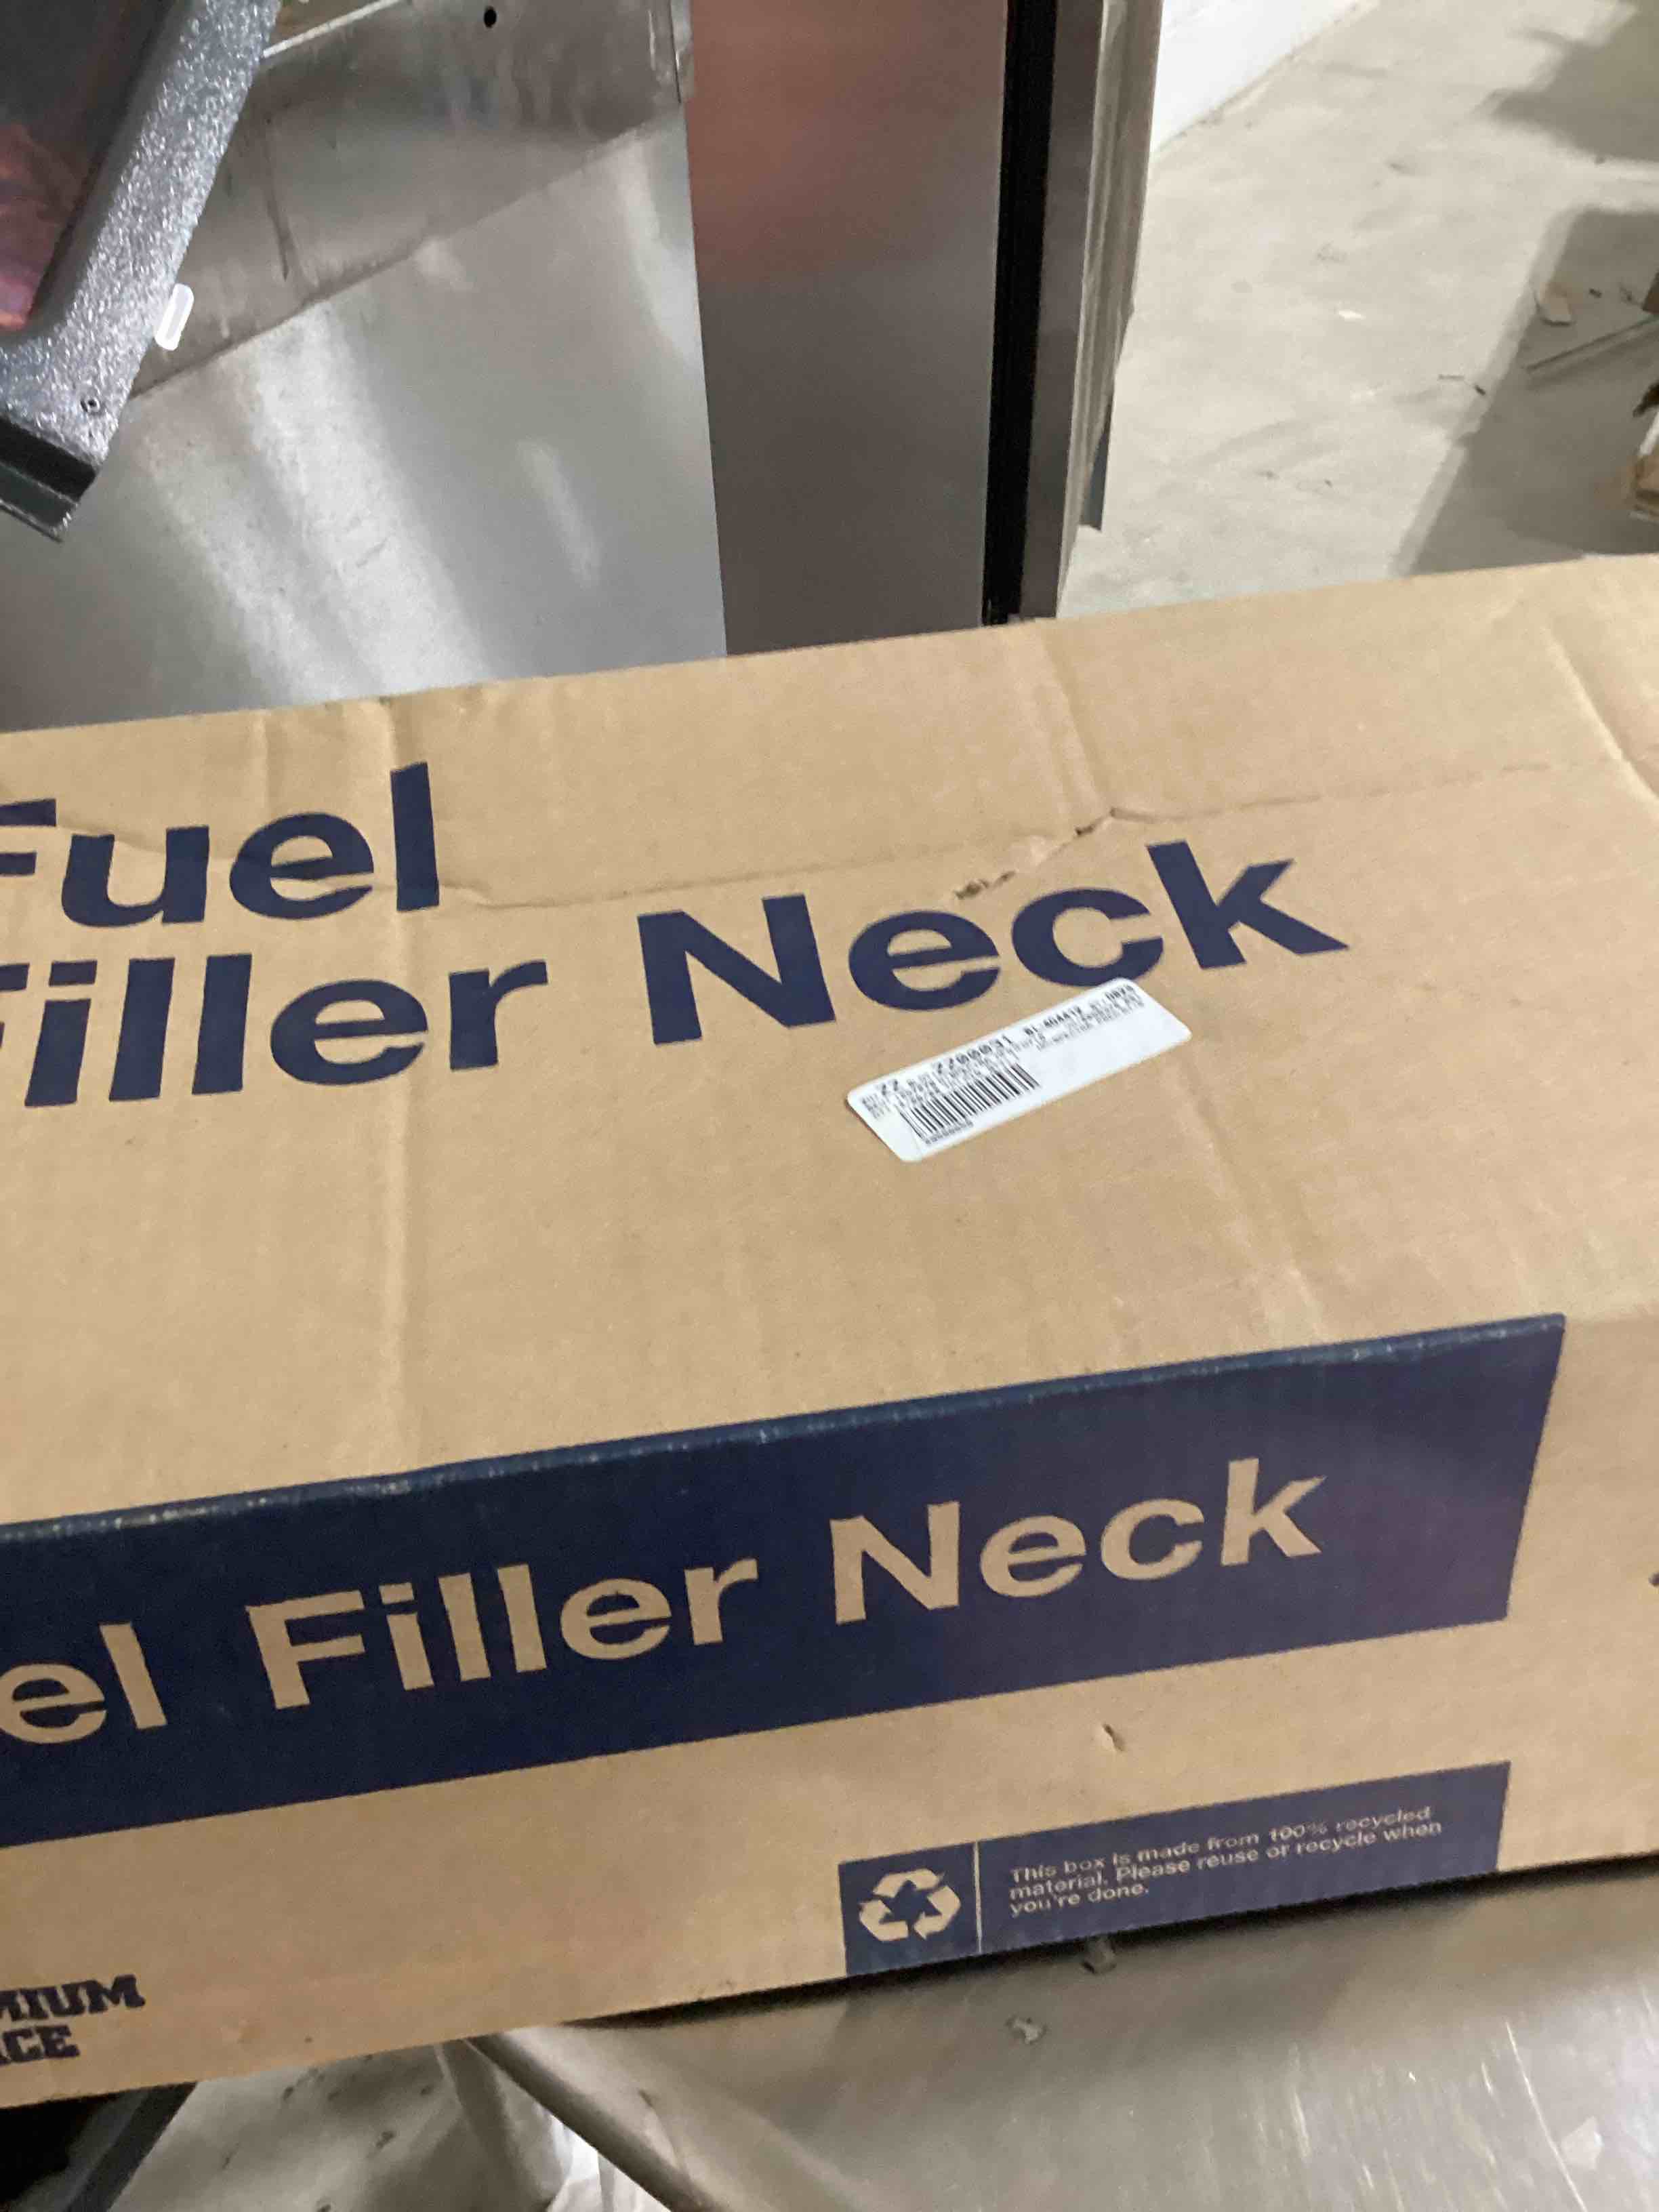 Fuel
Filler Neck
el Filler Neck
This box is made from 100% recycled
material. Please reuse or recycle when
you're done.
MIUM
CE